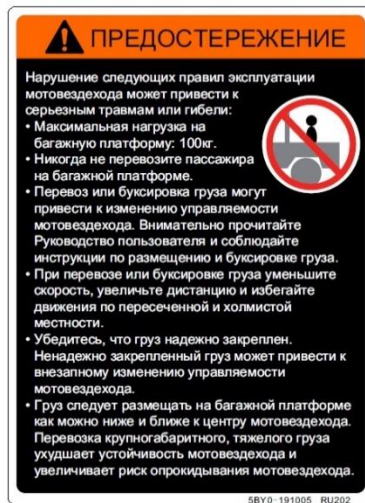 ПРЕДОСТЕРЕЖЕНИЕ
Нарушение следующих правил эксплуатации
мотовездехода может привести к
серьезным травмам или гибели:
• Максимальная нагрузка на
багажную платформу: 100кг.
• Никогда не перевозите пассажира
на багажной платформе.
• Перевоз или буксировка груза могут
привести к изменению управляемости
мотовездехода. Внимательно прочитайте
Руководство пользователя и соблюдайте
инструкции по размещению и буксировке груза.
• При перевозе или буксировке груза уменьшите
скорость, увеличьте дистанцию и избегайте
движения по пересеченной и холмистой
местности.
• Убедитесь, что груз надежно закреплен.
Ненадежно закрепленный груз может привести к
внезапному изменению управляемости
мотовездехода.
• Груз следует размещать на багажной платформе
как можно ниже и ближе к центру мотовездехода.
Перевозка крупногабаритного, тяжелого груза
ухудшает устойчивость мотовездехода и
увеличивает риск опрокидывания мотовездехода.
5BY0-191005 RU202